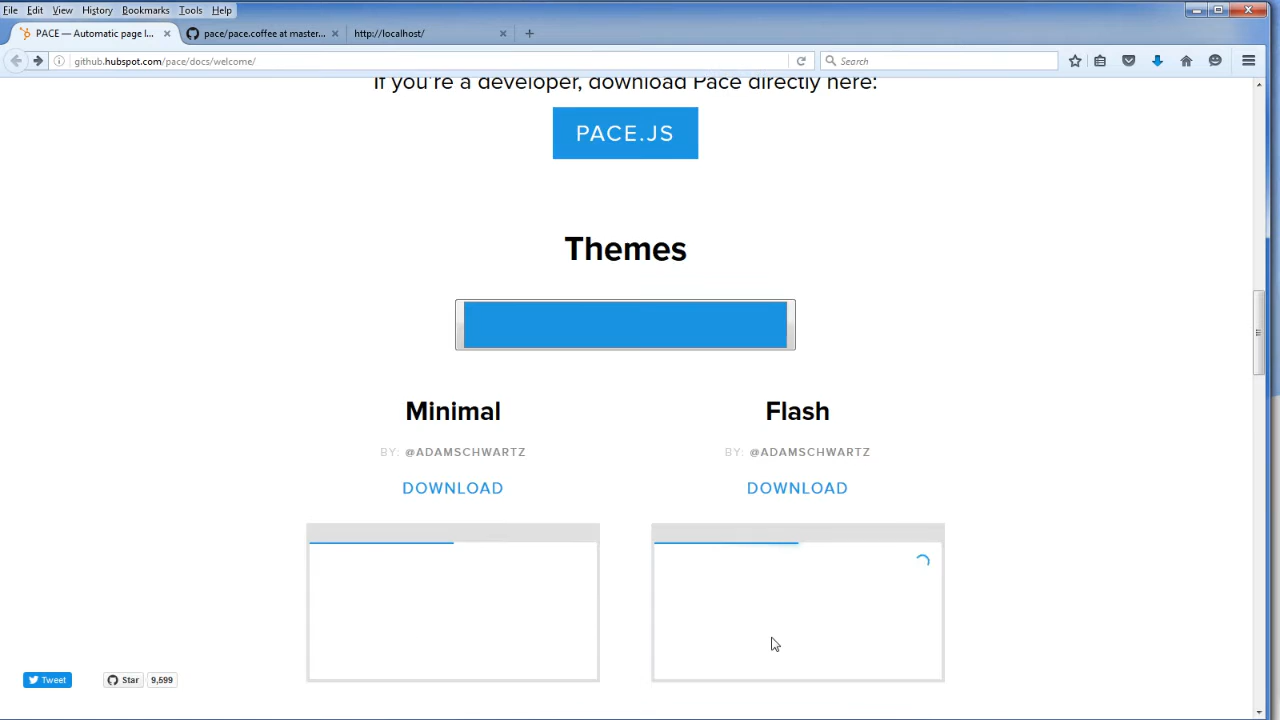 File Edit View History Bookmarks Tools Help
PACE — Automatic page l...
pace/pace.coffee at master...
http://localhost/
github.hubspot.com/pace/docs/welcome/
Search
If you're a developer, download Pace directly here:
PACE.JS
Themes
Minimal
BY: @ADAMSCHWARTZ
DOWNLOAD
Flash
BY: @ADAMSCHWARTZ
DOWNLOAD
Tweet
Star
9,599